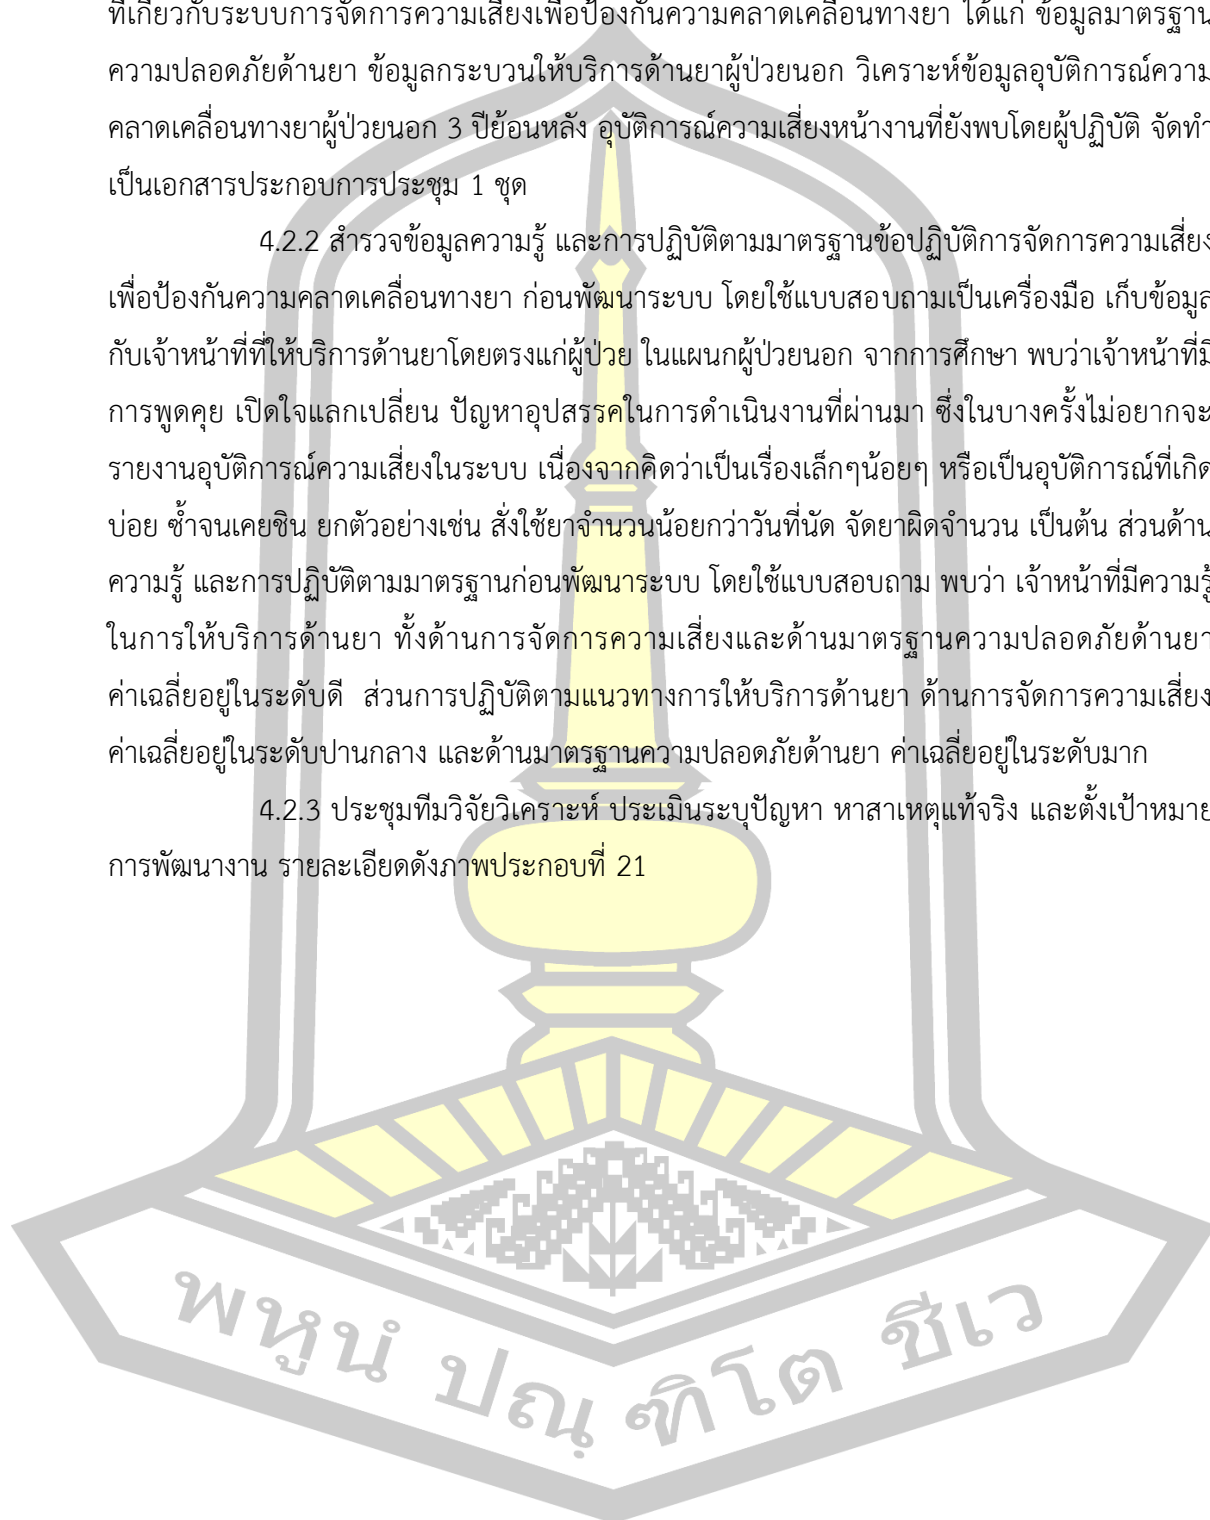 ที่เกี่ยวกับระบบการจัดการความเสี่ยงเพื่อป้องกันความคลาดเคลื่อนทางยา ได้แก่ ข้อมูลมาตรฐาน
ความปลอดภัยด้านยา ข้อมูลกระบวนให้บริการด้านยาผู้ป่วยนอก วิเคราะห์ข้อมูลอุบัติการณ์ความ
คลาดเคลื่อนทางยาผู้ป่วยนอก 3 ปีย้อนหลัง อุบัติการณ์ความเสี่ยงหน้างานที่ยังพบโดยผู้ปฏิบัติ จัดทำ
เป็นเอกสารประกอบการประชุม 1 ชุด
4.2.2 สำรวจข้อมูลความรู้ และการปฏิบัติตามมาตรฐานข้อปฏิบัติการจัดการความเสี่ยง
เพื่อป้องกันความคลาดเคลื่อนทางยา ก่อนพัฒนาระบบ โดยใช้แบบสอบถามเป็นเครื่องมือ เก็บข้อมูล
กับเจ้าหน้าที่ที่ให้บริการด้านยาโดยตรงแก่ผู้ป่วย ในแผนกผู้ป่วยนอก จากการศึกษา พบว่าเจ้าหน้าที่มี
การพูดคุย เปิดใจแลกเปลี่ยน ปัญหาอุปสรรคในการดำเนินงานที่ผ่านมา ซึ่งในบางครั้งไม่อยากจะ
รายงานอุบัติการณ์ความเสี่ยงในระบบ เนื่องจากคิดว่าเป็นเรื่องเล็กๆน้อยๆ หรือเป็นอุบัติการณ์ที่เกิด
บ่อย ซ้ำจนเคยชิน ยกตัวอย่างเช่น สั่งใช้ยาจำนวนน้อยกว่าวันที่นัด จัดยาผิดจำนวน เป็นต้น ส่วนด้าน
ความรู้ และการปฏิบัติตามมาตรฐานก่อนพัฒนาระบบ โดยใช้แบบสอบถาม พบว่า เจ้าหน้าที่มีความรู้
ในการให้บริการด้านยา ทั้งด้านการจัดการความเสี่ยงและด้านมาตรฐานความปลอดภัยด้านยา
ค่าเฉลี่ยอยู่ในระดับดี ส่วนการปฏิบัติตามแนวทางการให้บริการด้านยา ด้านการจัดการความเสี่ยง
ค่าเฉลี่ยอยู่ในระดับปานกลาง และด้านมาตรฐานความปลอดภัยด้านยา ค่าเฉลี่ยอยู่ในระดับมาก
4.2.3 ประชุมทีมวิจัยวิเคราะห์ ประเมินระบุปัญหา หาสาเหตุแท้จริง และตั้งเป้าหมาย
การพัฒนางาน รายละเอียดดังภาพประกอบที่ 21
พหูนํ ปณฺฑิโต ชีเว